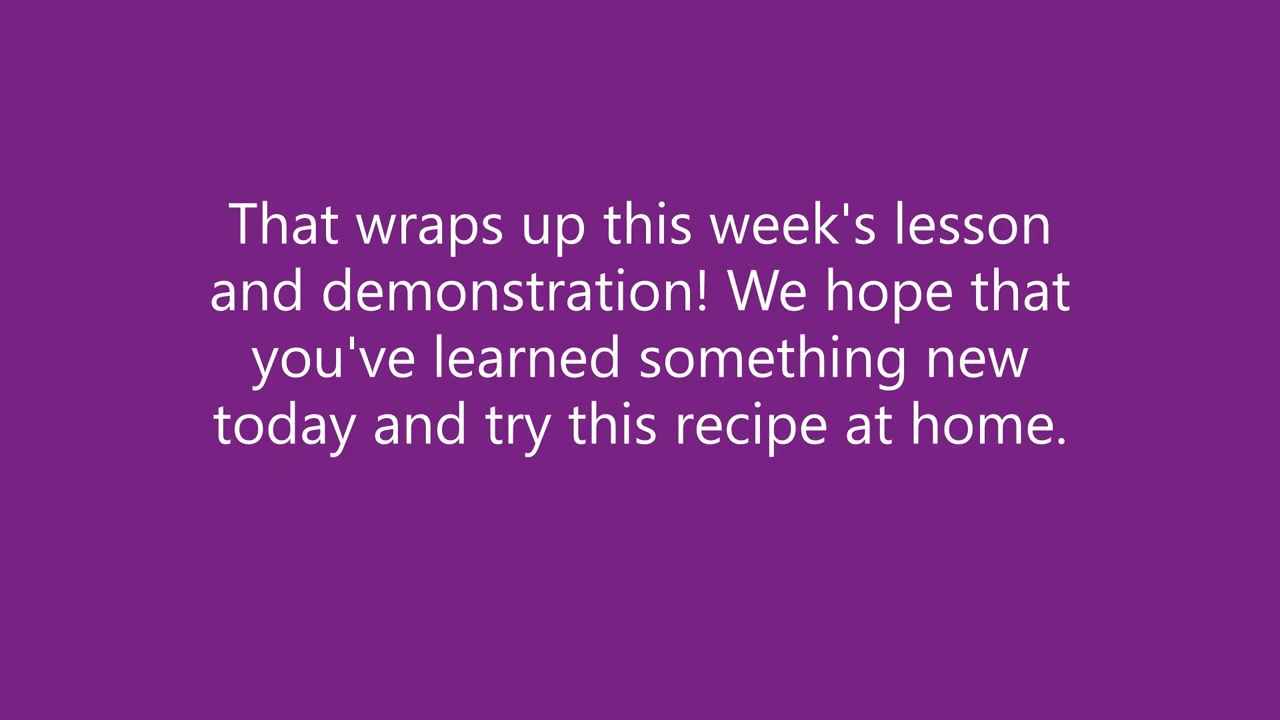 That wraps up this week's lesson
and demonstration! We hope that
you've learned something new
today and try this recipe at home.